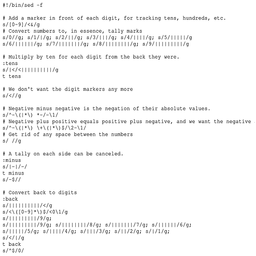 #!/bin/sed -f
# Add a marker in front of each digit, for tracking tens, hundreds, etc.
s/[0-9]/<&/g
# Convert numbers to, in essence, tally marks
s/0//g; s/1/|/g; s/2/||/g; s/3/|||/g; s/4/||||/g; s/5/|||||/g
s/6/||||||/g; s/7/|||||||/g; s/8/||||||||/g; s/9/|||||||||/g
# Multiply by ten for each digit from the back they were.
:tens
s/|</<||||||||||/g
t tens
# We don't want the digit markers any more
s/<//g
# Negative minus negative is the negation of their absolute values.
s/^-\(|*\) *-/-\1/
# Negative plus positive equals positive plus negative, and we want the negation
s/^-\(|*\) \+\(|*\)$/\2-\1/
# Get rid of any space between the numbers
s/ //g
# A tally on each side can be canceled.
:minus
s/|-|/-/
t minus
s/-$//
# Convert back to digits
:back
s/||||||||||/</g
s/<\([0-9]*\)$/<0\1/g
s/|||||||||/9/g;
s/|||||||||/9/g; s/||||||||/8/g; s/|||||||/7/g; s/||||||/6/g;
s/|||||/5/g; s/||||/4/g; s/|||/3/g; s/||/2/g; s/|/1/g;
s/</|/g
t back
s/^$/0/